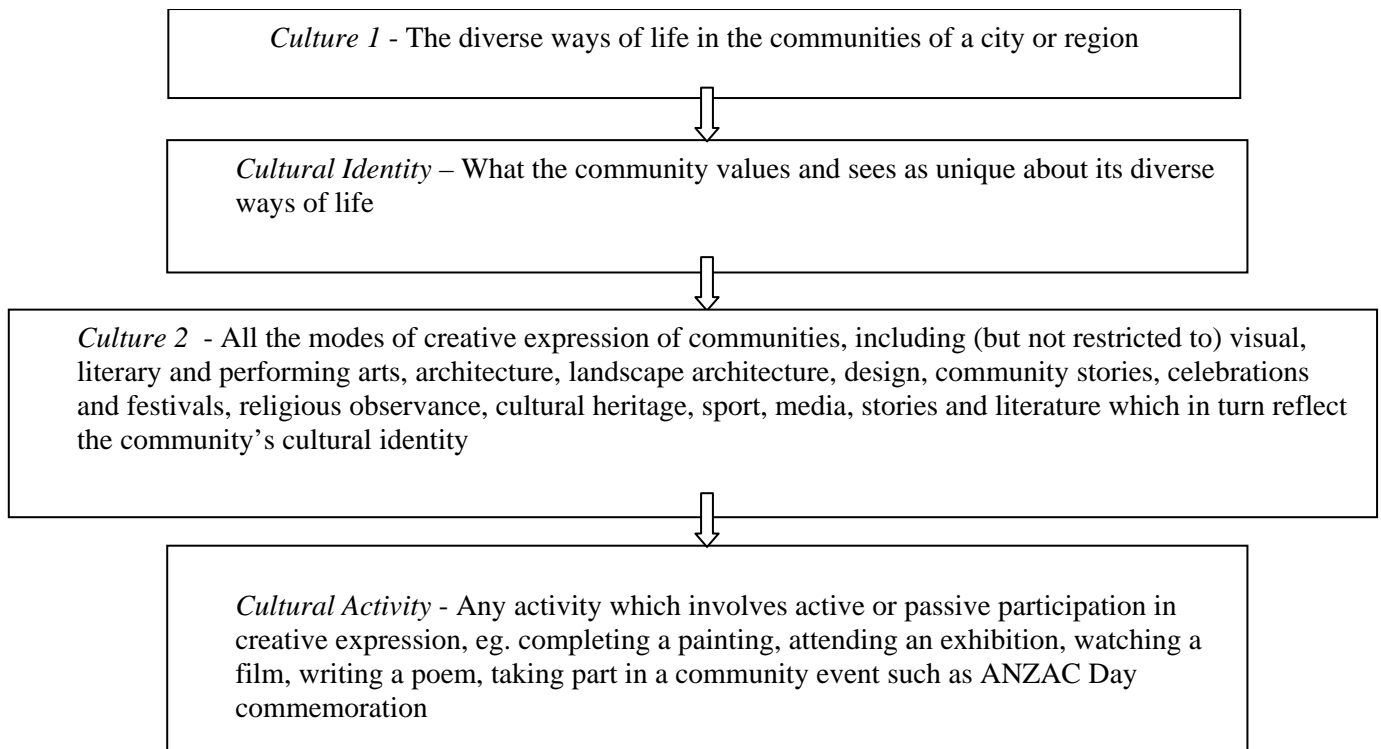 Culture 1 - The diverse ways of life in the communities of a city or region
Cultural Identity – What the community values and sees as unique about its diverse
ways of life
Culture 2  - All the modes of creative expression of communities, including (but not restricted to) visual,
literary and performing arts, architecture, landscape architecture, design, community stories, celebrations
and festivals, religious observance, cultural heritage, sport, media, stories and literature which in turn reflect
the community’s cultural identity
Cultural Activity - Any activity which involves active or passive participation in
creative expression, eg. completing a painting, attending an exhibition, watching a
film, writing a poem, taking part in a community event such as ANZAC Day
commemoration